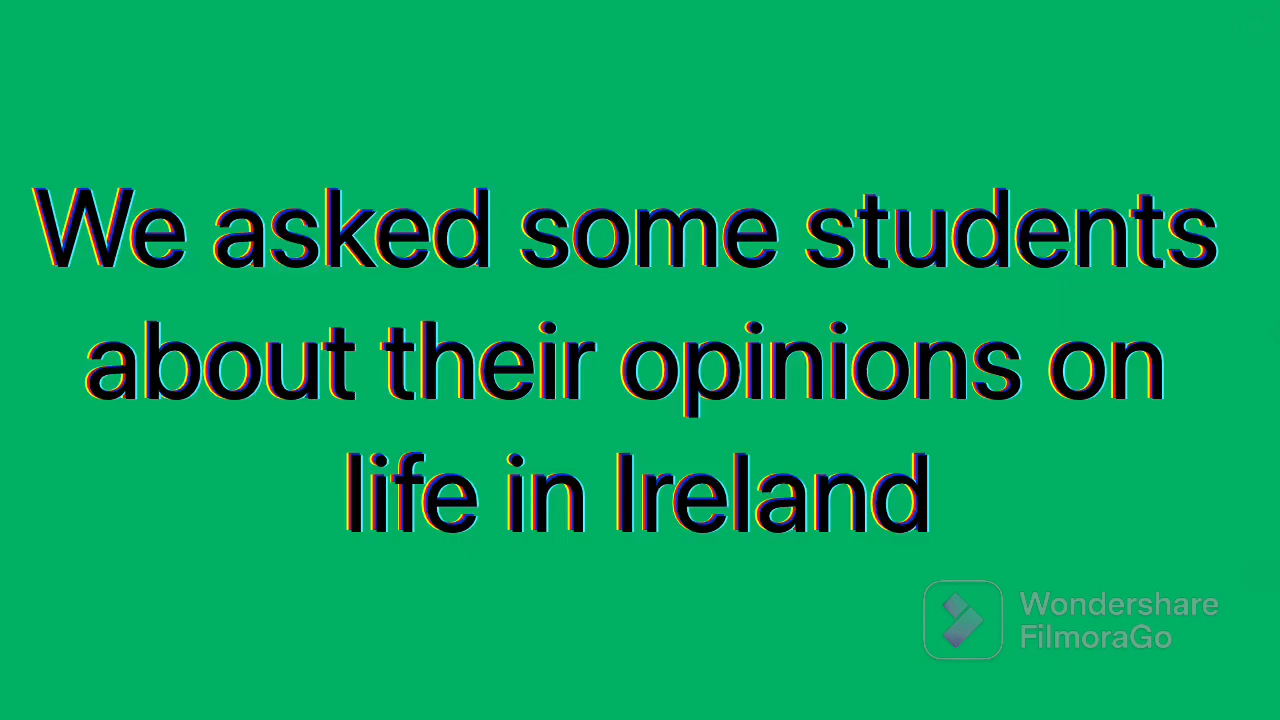 We asked some students
about their opinions on
life in Ireland
Wondershare
FilmoraGo